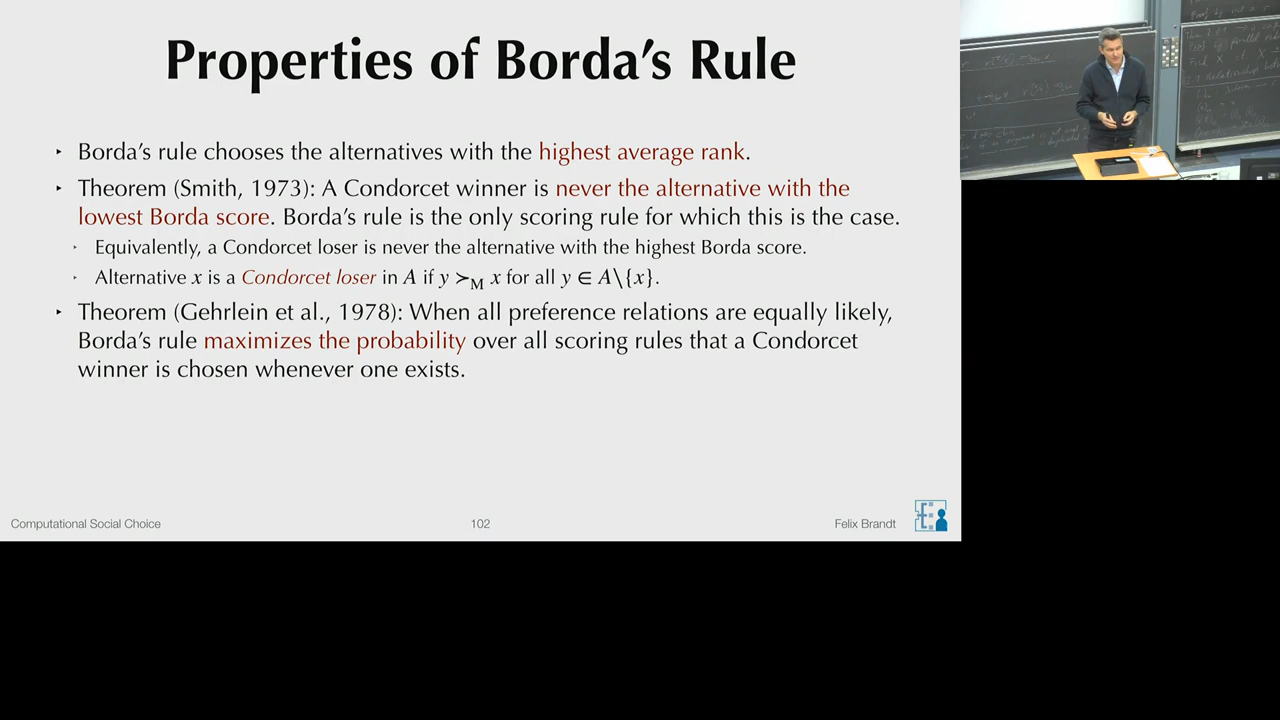 Properties of Borda's Rule
‣ Borda's rule chooses the alternatives with the highest average rank.
‣ Theorem (Smith, 1973): A Condorcet winner is never the alternative with the
lowest Borda score. Borda's rule is the only scoring rule for which this is the case.
‣ Equivalently, a Condorcet loser is never the alternative with the highest Borda score.
‣ Alternative x is a Condorcet loser in A if y ≻M x for all y ∈ A\{x}.
‣ Theorem (Gehrlein et al., 1978): When all preference relations are equally likely,
Borda's rule maximizes the probability over all scoring rules that a Condorcet
winner is chosen whenever one exists.
Computational Social Choice
102
Felix Brandt